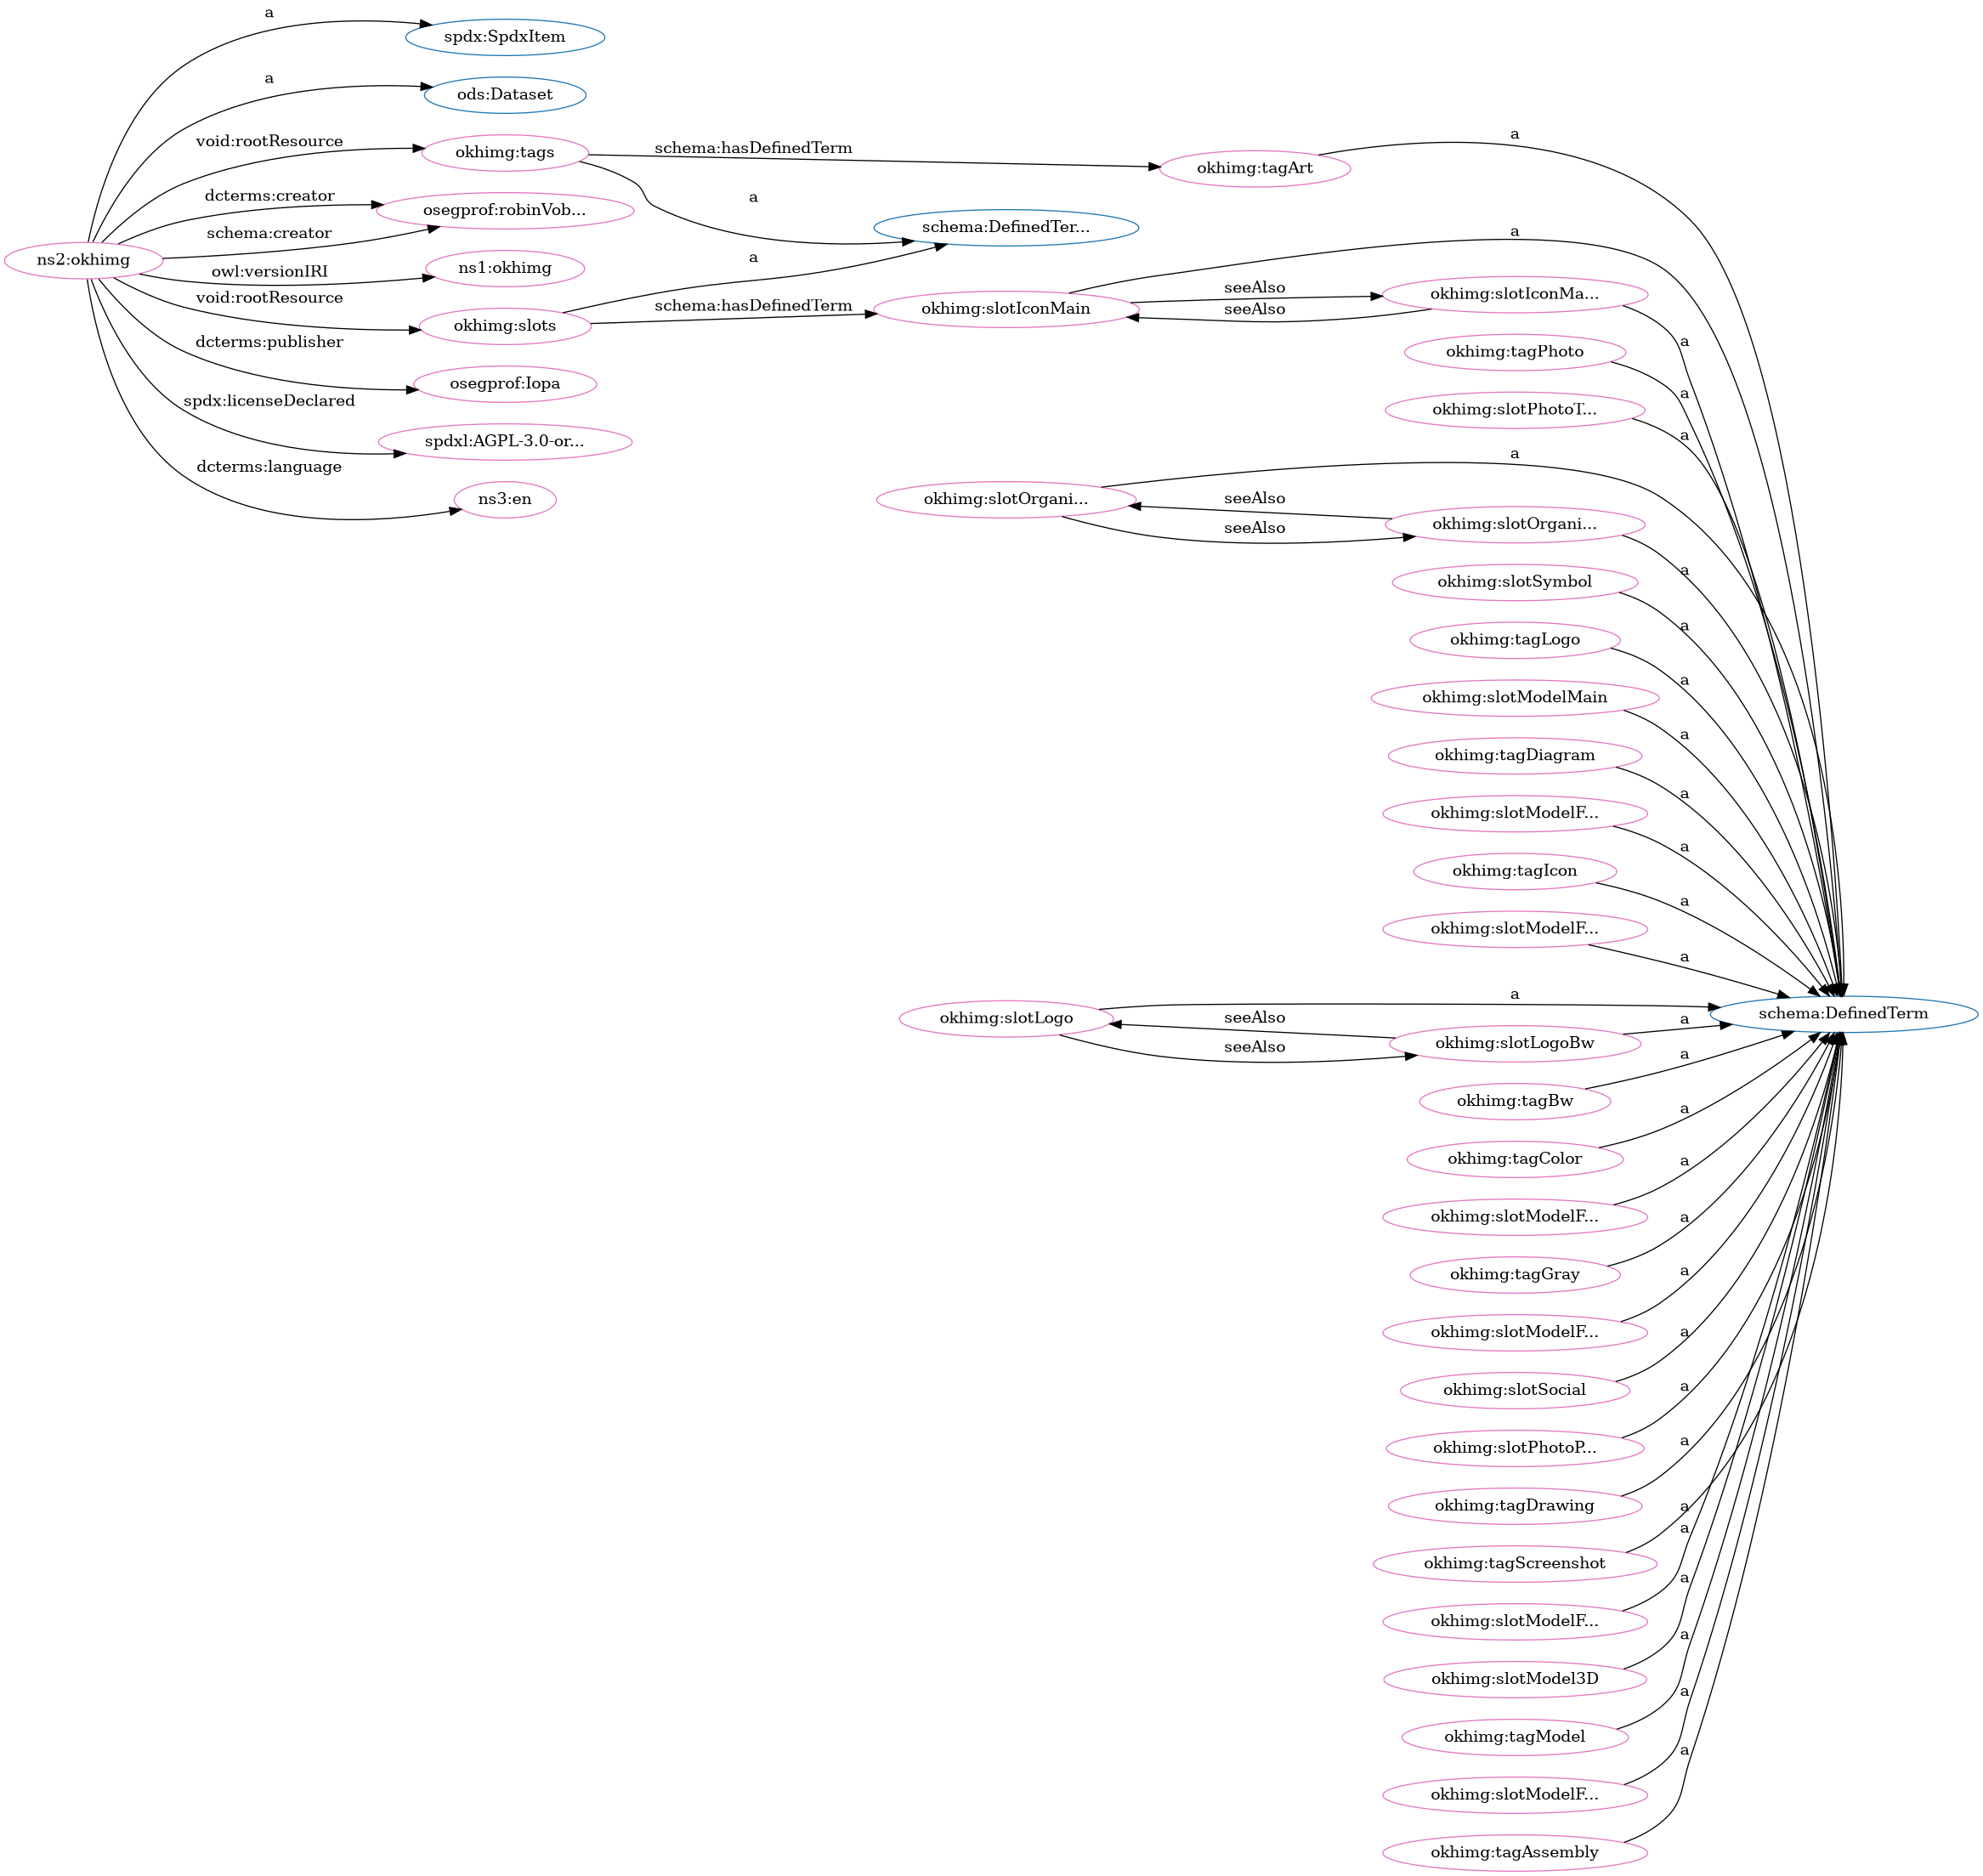 a
spdx:SpdxItem
a
ods:Dataset
void:rootResource
okhimg:tags
schema:hasDefinedTerm
okhimg:tagArt
a
dcterms:creator
osegprof:robinVob...
a
schema:DefinedTer...
schema:creator
ns2:okhimg
owl:versionIRI
ns1:okhimg
a
void:rootResource
okhimg:slots
schema:hasDefinedTerm
okhimg:slotIconMain
a
seeAlso
okhimg:slotIconMa...
seeAlso
a
dcterms:publisher
osegprof:Iopa
okhimg:tagPhoto
a
spdx:licenseDeclared
spdxl:AGPL-3.0-or...
okhimg:slotPhotoT...
a
dcterms:language
ns3:en
okhimg:slotOrgani...
a
seeAlso
okhimg:slotOrgani...
seeAlso
a
okhimg:slotSymbol
a
okhimg:tagLogo
a
okhimg:slotModelMain
a
okhimg:tagDiagram
a
okhimg:slotModelF...
a
okhimg:tagIcon
a
okhimg:slotModelF...
a
okhimg:slotLogo
a
schema:DefinedTerm
seeAlso
okhimg:slotLogoBw
a
seeAlso
okhimg:tagBw
a
okhimg:tagColor
a
okhimg:slotModelF...
a
okhimg:tagGray
a
okhimg:slotModelF...
a
okhimg:slotSocial
a
okhimg:slotPhotoP...
a
okhimg:tagDrawing
a
okhimg:tagScreenshot
a
okhimg:slotModelF...
a
okhimg:slotModel3D
a
okhimg:tagModel
a
okhimg:slotModelF...
a
okhimg:tagAssembly
a